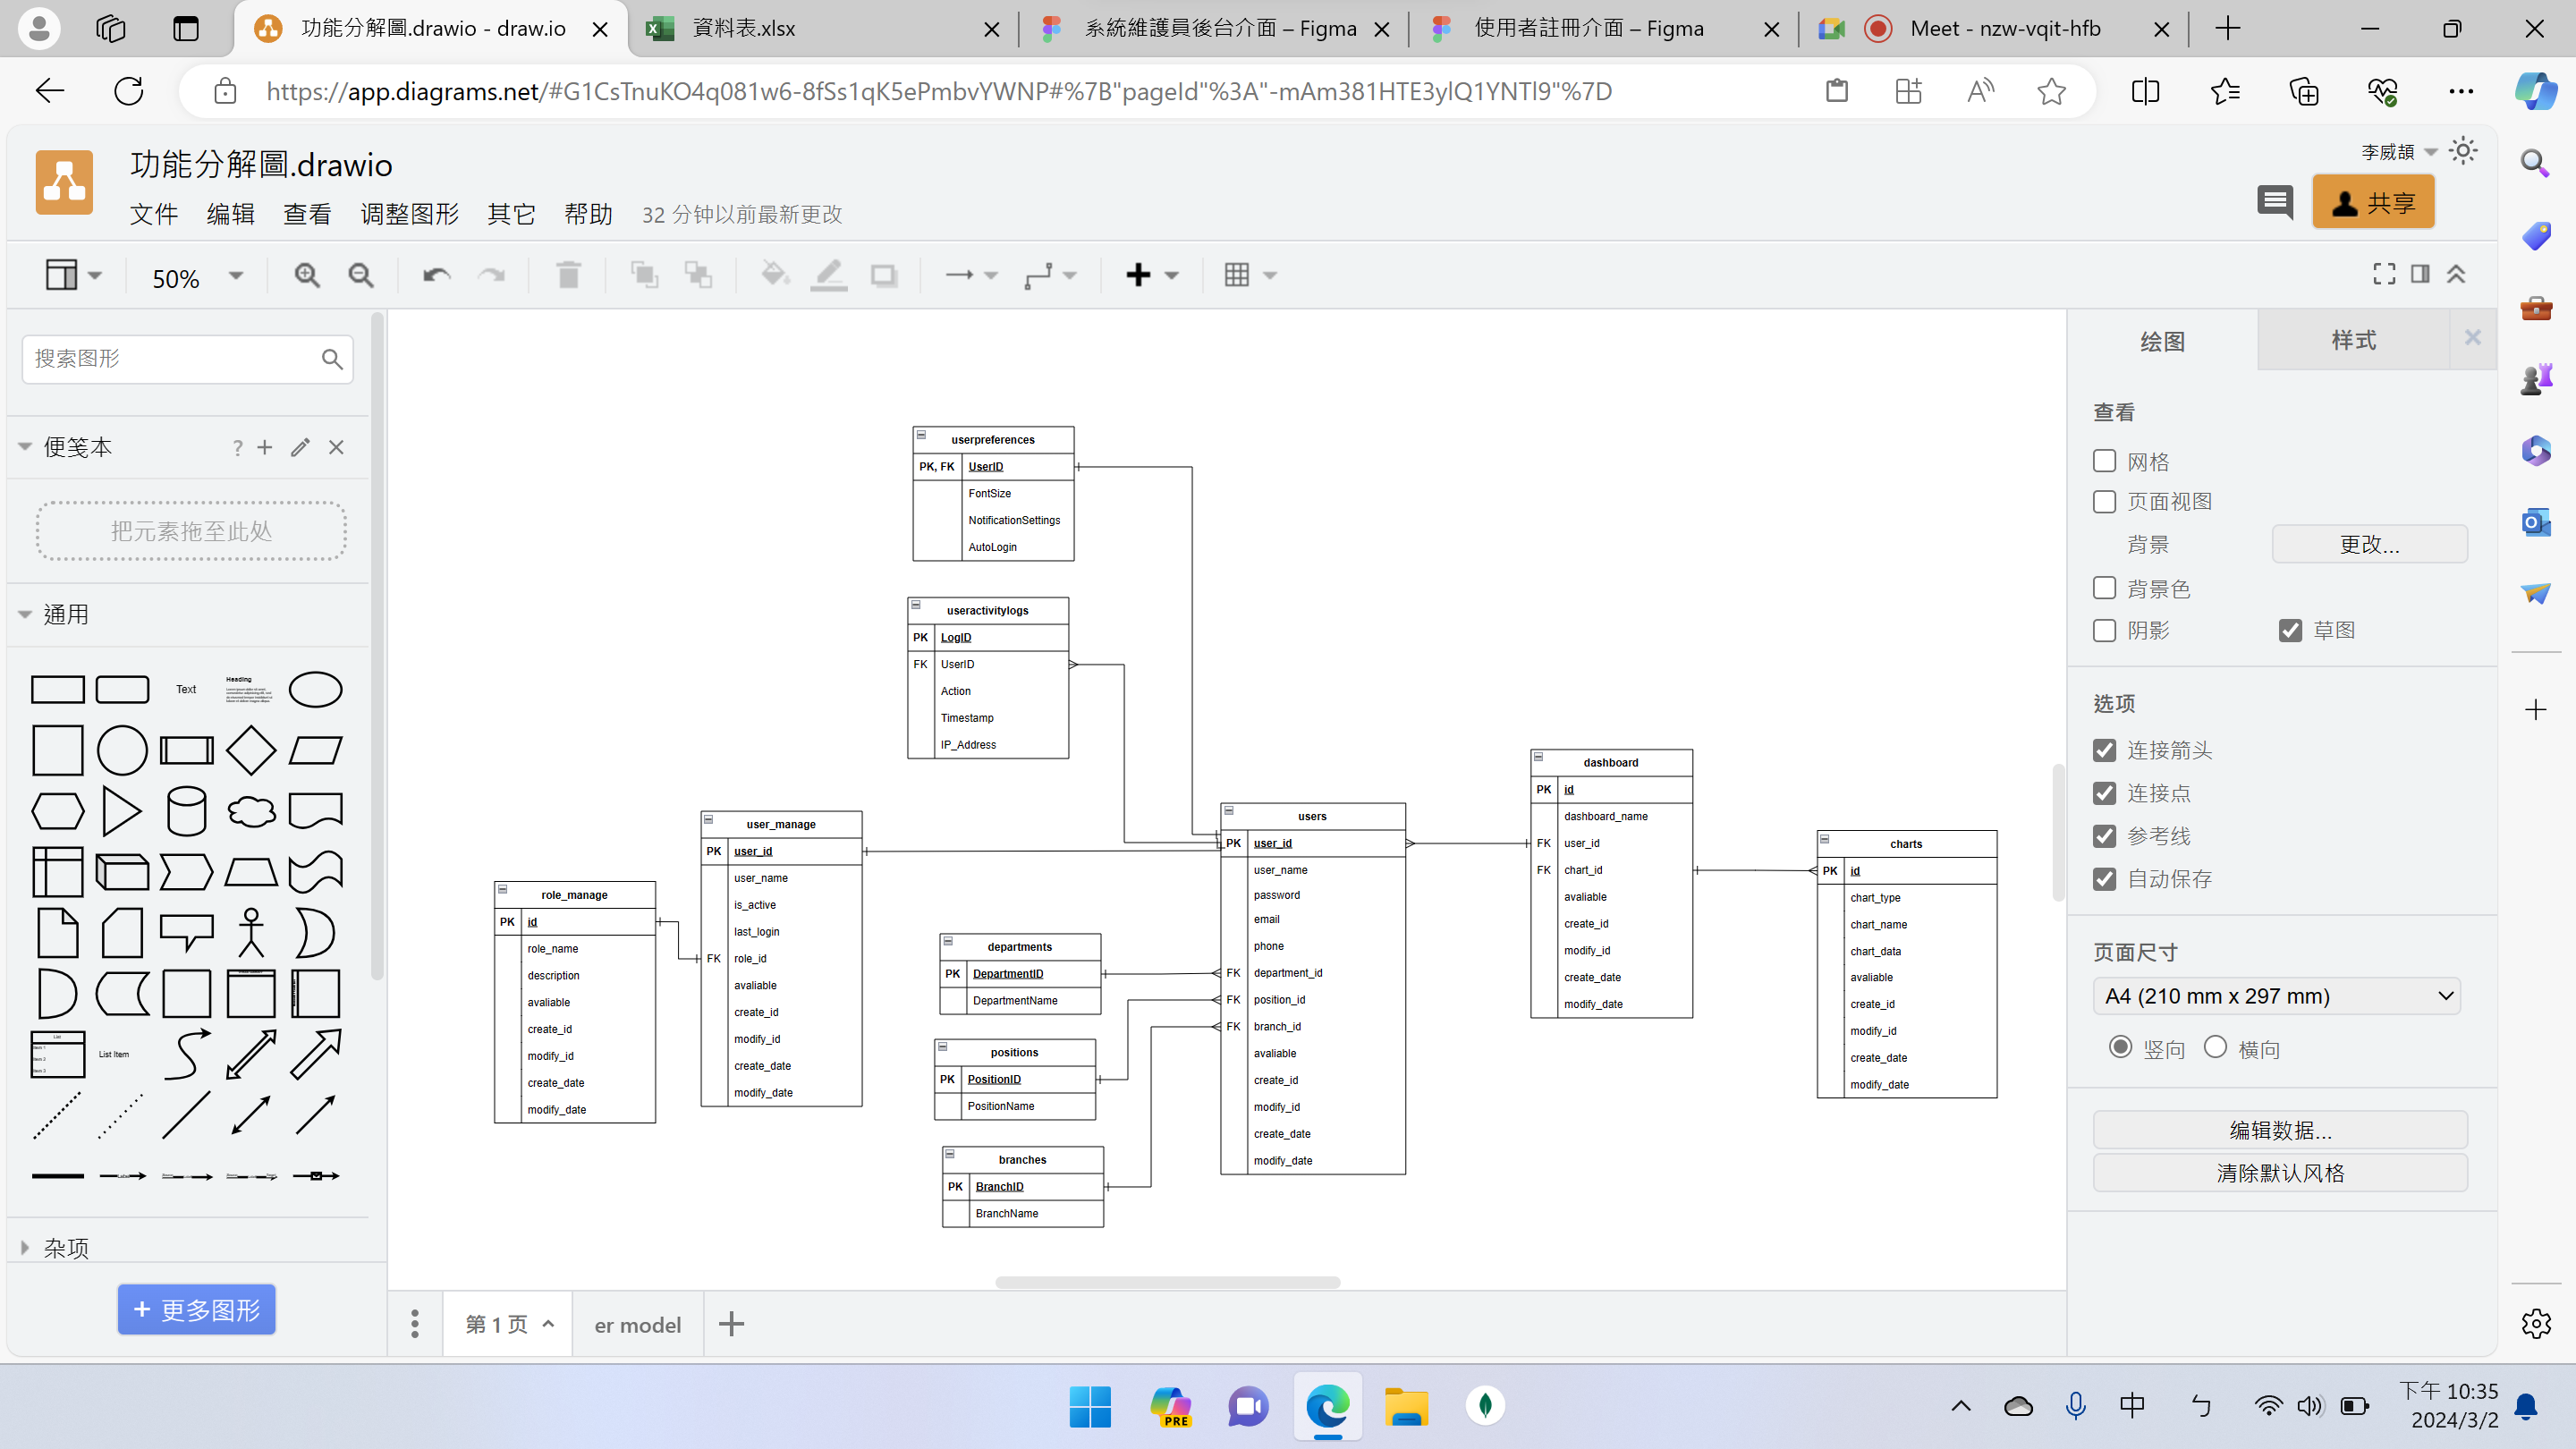 功能分解圖.drawio - draw.io
資料表.xlsx
系統維護員後台介面 – Figma
使用者註冊介面 – Figma
Meet - nzw-vqit-hfb
https://app.diagrams.net/#G1CsTnuKO4q081w6-8fSs1qK5ePmbvYWNP#%7B"pageId"%3A"-mAm381HTE3ylQ1YNTl9"%7D
功能分解圖.drawio
李威頡
文件 编辑 查看 调整图形 其它 帮助 32 分钟以前最新更改
共享
50%
搜索图形
便笺本
?
把元素拖至此处
通用
Text
Heading
List
Item 1
Item 2
Item 3
List Item
杂项
+ 更多图形
userpreferences
PK, FK UserID
FontSize
NotificationSettings
AutoLogin
useractivitylogs
PK LogID
FK UserID
Action
Timestamp
IP_Address
user_manage
PK user_id
user_name
is_active
last_login
FK role_id
avaliable
create_id
modify_id
create_date
modify_date
role_manage
PK id
role_name
description
avaliable
create_id
modify_id
create_date
modify_date
departments
PK DepartmentID
DepartmentName
positions
PK PositionID
PositionName
branches
PK BranchID
BranchName
users
PK user_id
user_name
password
email
phone
FK department_id
FK position_id
FK branch_id
avaliable
create_id
modify_id
create_date
modify_date
dashboard
PK id
dashboard_name
FK user_id
FK chart_id
avaliable
create_id
modify_id
create_date
modify_date
charts
PK id
chart_type
chart_name
chart_data
avaliable
create_id
modify_id
create_date
modify_date
绘图
样式
查看
网格
页面视图
背景
更改...
背景色
阴影
草图
选项
连接箭头
连接点
参考线
自动保存
页面尺寸
A4 (210 mm x 297 mm)
竖向 横向
编辑数据...
清除默认风格
第 1 页
er model
PRE
中
ㄣ
下午 10:35
2024/3/2